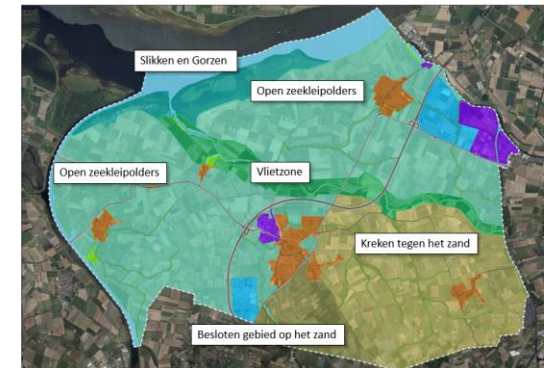 Slikken en Gorzen
Open zeekleipolders
Open zeekleipolders
Vlietzone
Kreken tegen het zand
Besloten gebied op het zand